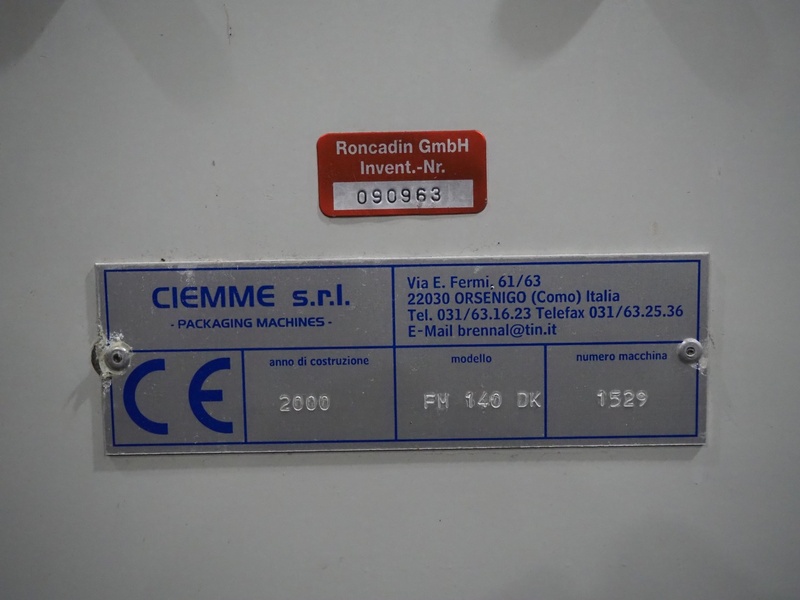 Roncadin GmbH
Invent.-Nr.
090963
CIEMME s.r.l.
- PACKAGING MACHINES -
Via E. Fermi, 61/63
22030 ORSENIGO (Como) Italia
Tel. 031/63.16.23 Telefax 031/63.25.36
E-Mail brennal@tin.it
CE
anno di costruzione
2000
modello
FM 140 DK
numero macchina
1529